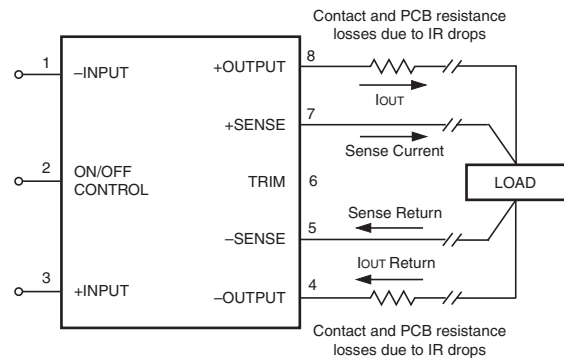 Contact and PCB resistance
losses due to IR drops
1
–INPUT
+OUTPUT
8
IOUT
+SENSE
7
Sense Current
2
ON/OFF
CONTROL
TRIM
6
LOAD
Sense Return
–SENSE
5
IOUT Return
3
+INPUT
–OUTPUT
4
Contact and PCB resistance
losses due to IR drops